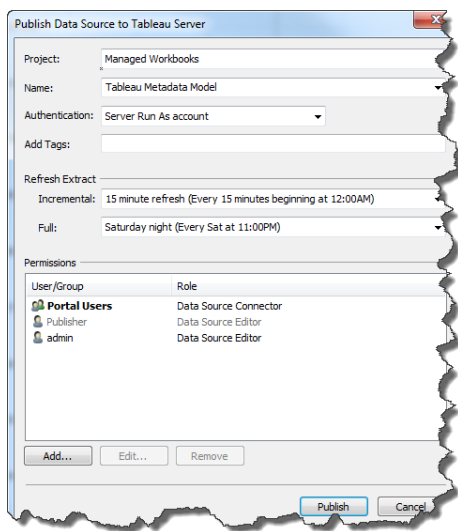 Publish Data Source to Tableau Server
Project: Managed Workbooks
Name: Tableau Metadata Model
Authentication: Server Run As account
Add Tags:
Refresh Extract
Incremental: 15 minute refresh (Every 15 minutes beginning at 12:00AM)
Full: Saturday night (Every Sat at 11:00PM)
Permissions
User/Group Role
Portal Users Data Source Connector
Publisher Data Source Editor
admin Data Source Editor
Add... Edit... Remove
Publish Cancel